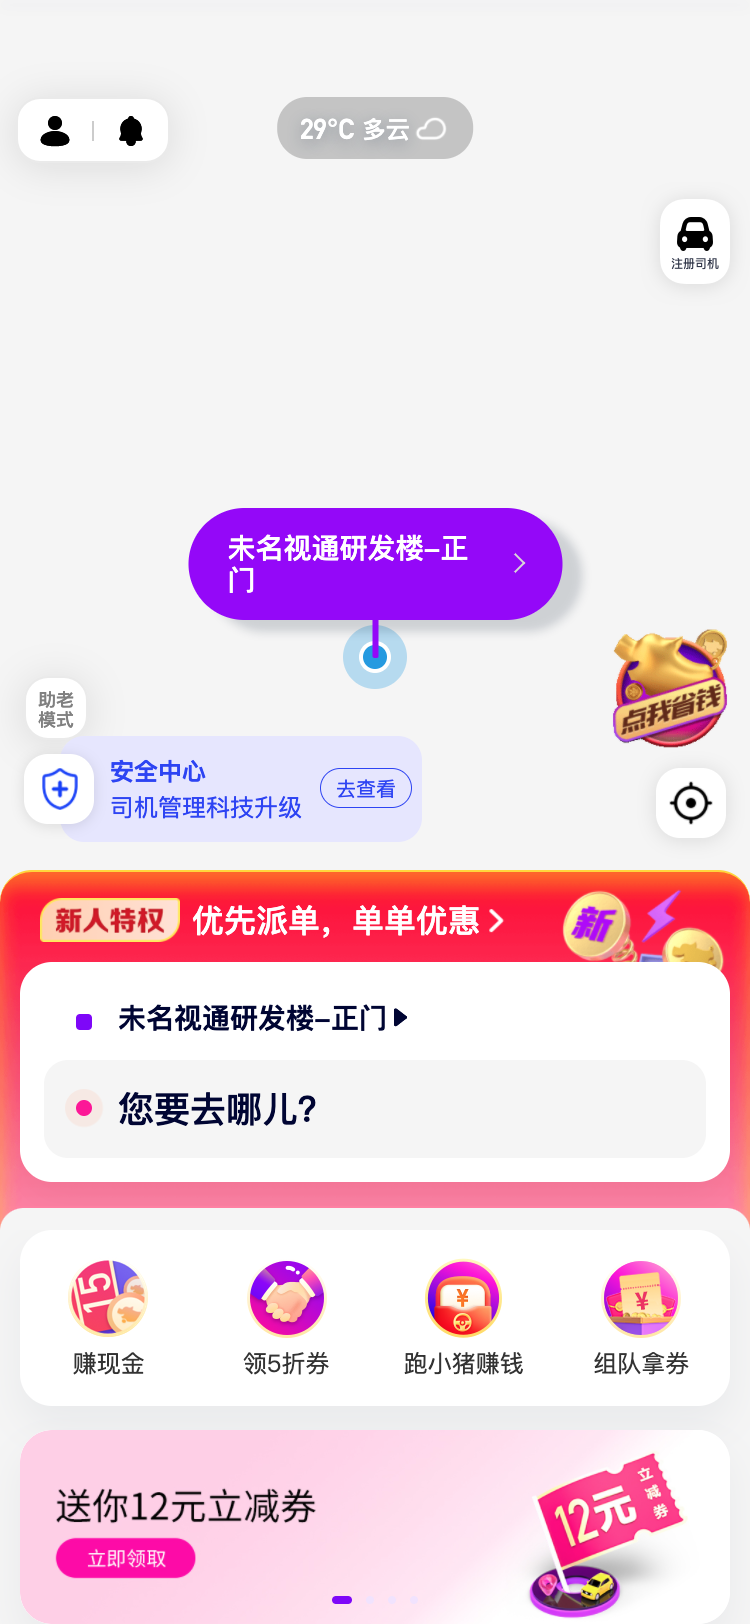 29°C 多云
注册司机
未名视通研发楼–正
门
点我省钱
助老
模式
安全中心
司机管理科技升级
去查看
新人特权 优先派单，单单优惠
新
未名视通研发楼–正门
您要去哪儿?
15
¥
¥
赚现金 领5折券 跑小猪赚钱 组队拿券
送你12元立减券
立即领取
12元
立减券